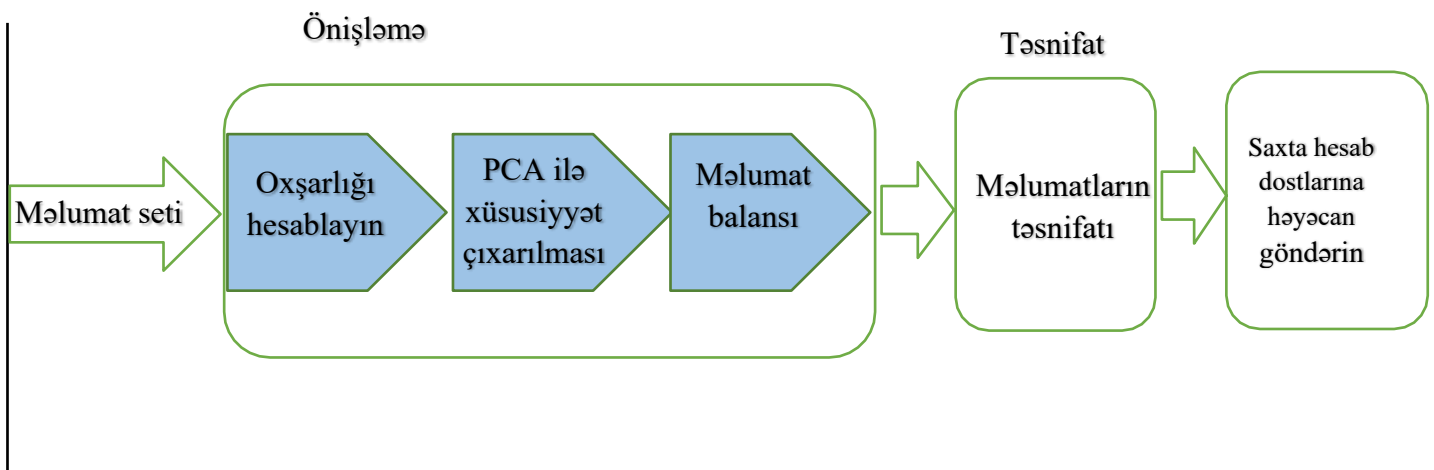 Önişləmə
Təsnifat
Məlumat seti
Oxşarlığı
hesablayın
PCA ilə
xüsusiyyət
çıxarılması
Məlumat
balansı
Məlumatların
təsnifatı
Saxta hesab
dostlarına
həyəcan
göndərin